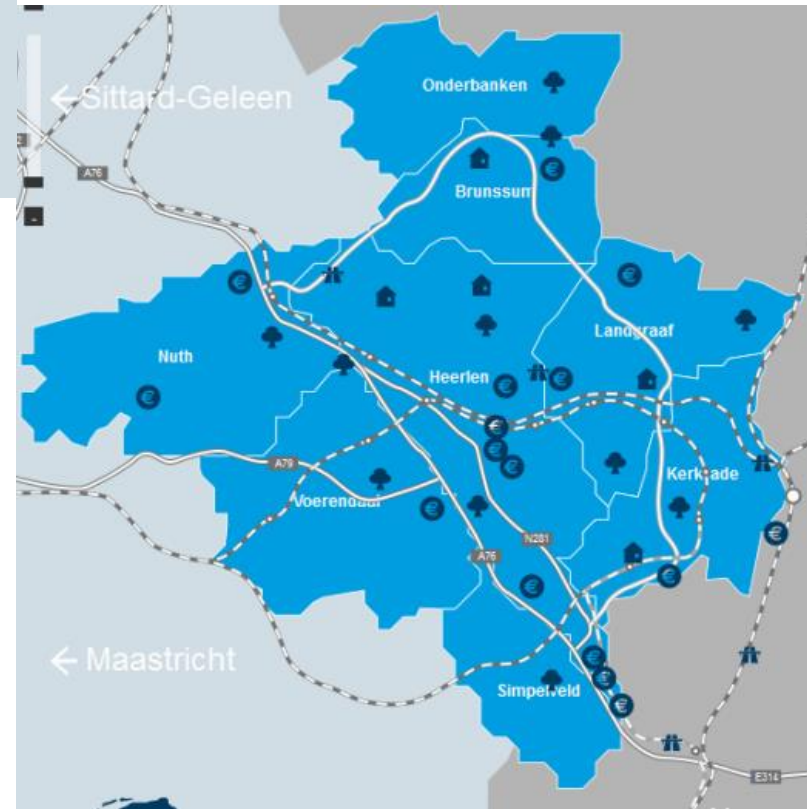 Onderbanken
← Sittard-Geleen
A76
Brunssum
Landgraaf
Nuth
Heerlen
A79
Kerkrade
Voerendaal
N281
A76
← Maastricht
Simpelveld
E314